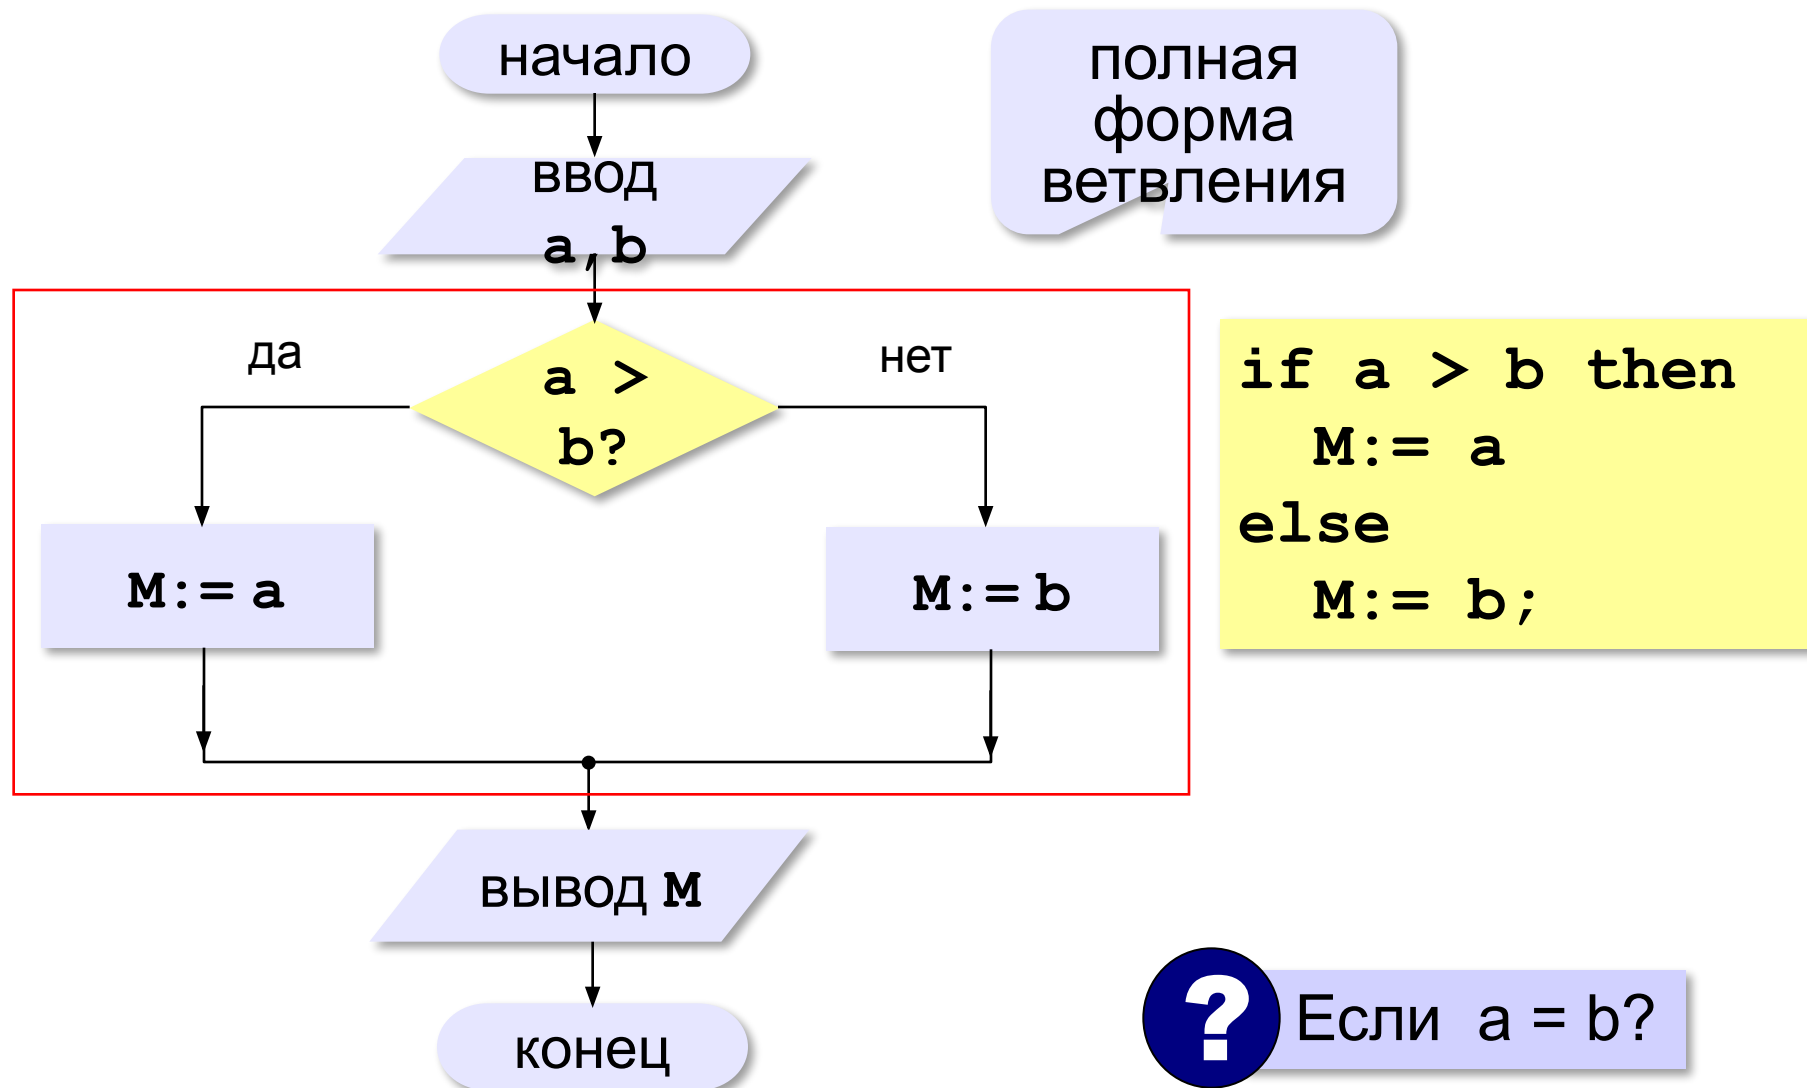 начало
полная
форма
ветвления
ввод
a,b
да
a >
b?
нет
if a > b then
M:= a
else
M:= b;
M:= a
M:= b
вывод M
конец
? Если a = b?